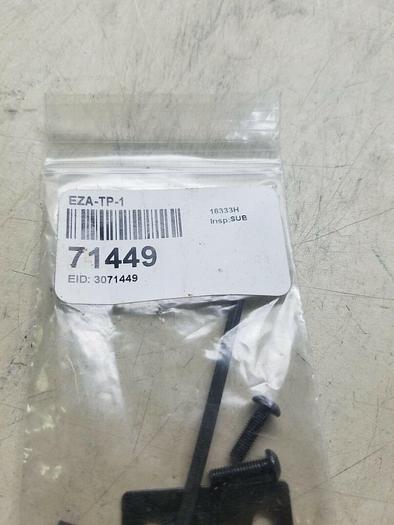 EZA-TP-1
16333H
Insp:SUB
71449
EID: 3071449